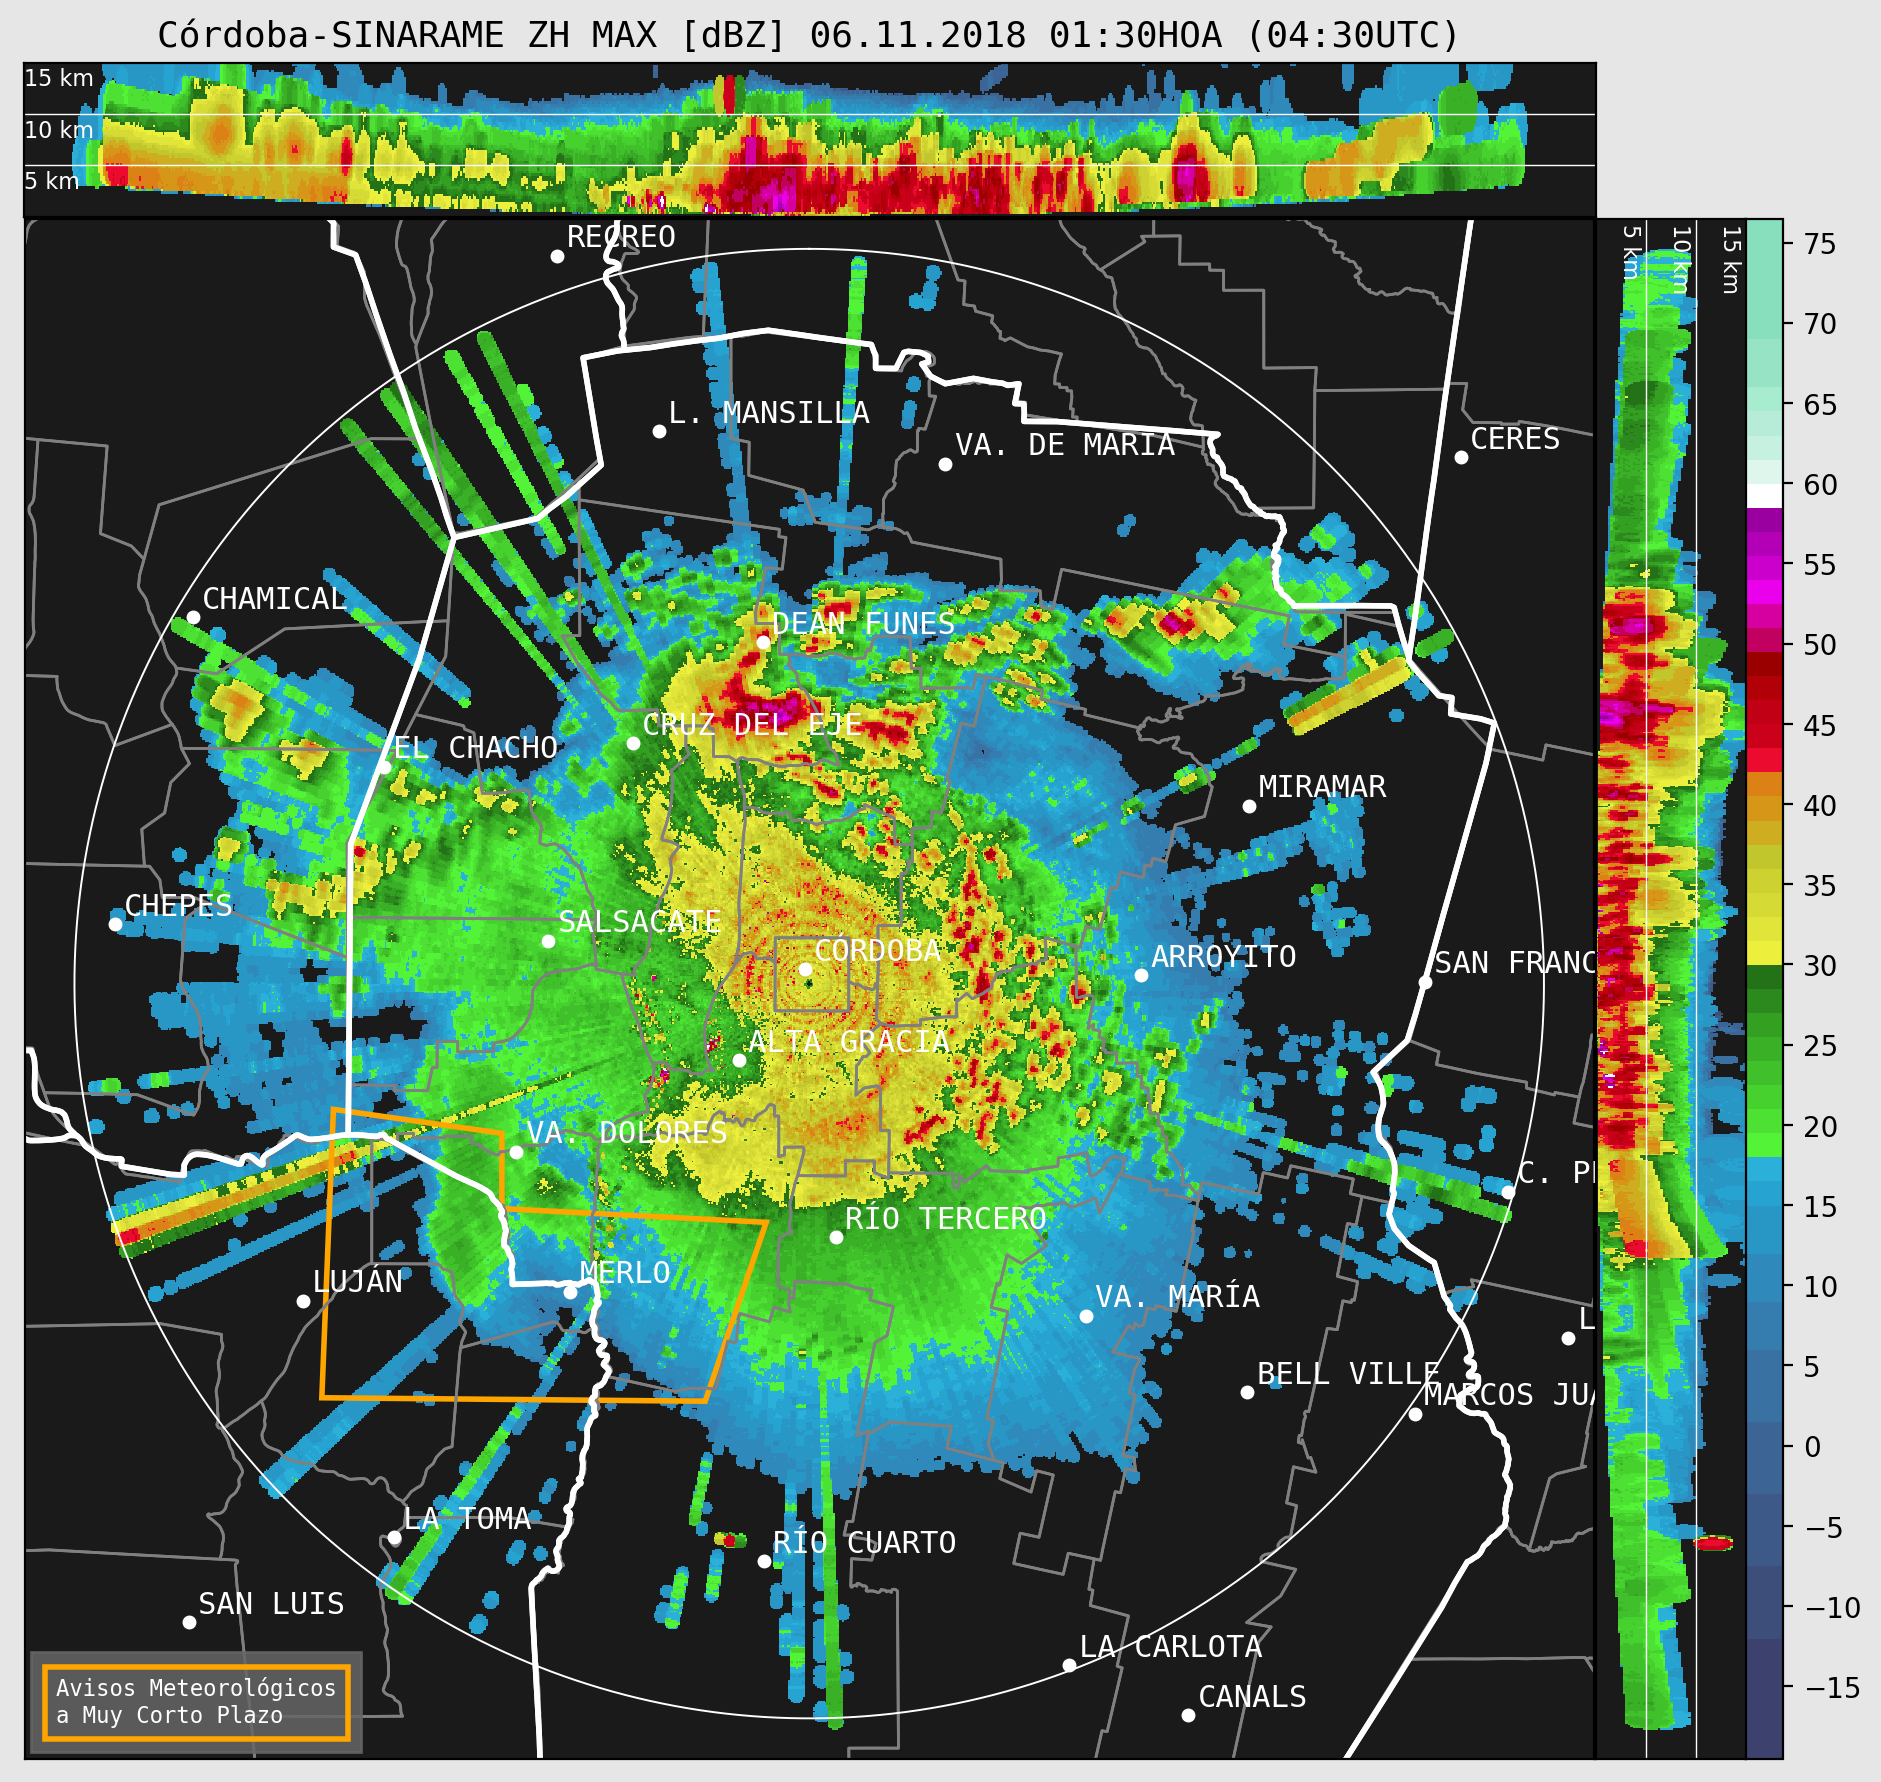 Córdoba-SINARAME ZH MAX [dBZ] 06.11.2018 01:30HOA (04:30UTC)
15 km
10 km
5 km
5 km
10 km
15 km
RECREO
L. MANSILLA
VA. DE MARIA
CERES
CHAMICAL
DEAN FUNES
CRUZ DEL EJE
EL CHACHO
MIRAMAR
CHEPES
SALSACATE
CÓRDOBA
ARROYITO
SAN FRANC
ALTA GRACIA
VA. DOLORES
C. PE
RÍO TERCERO
MERLO
LUJÁN
VA. MARÍA
L
BELL VILLE
MARCOS JUA
LA TOMA
RÍO CUARTO
SAN LUIS
LA CARLOTA
CANALS
Avisos Meteorológicos
a Muy Corto Plazo
75
70
65
60
55
50
45
40
35
30
25
20
15
10
5
0
−5
−10
−15